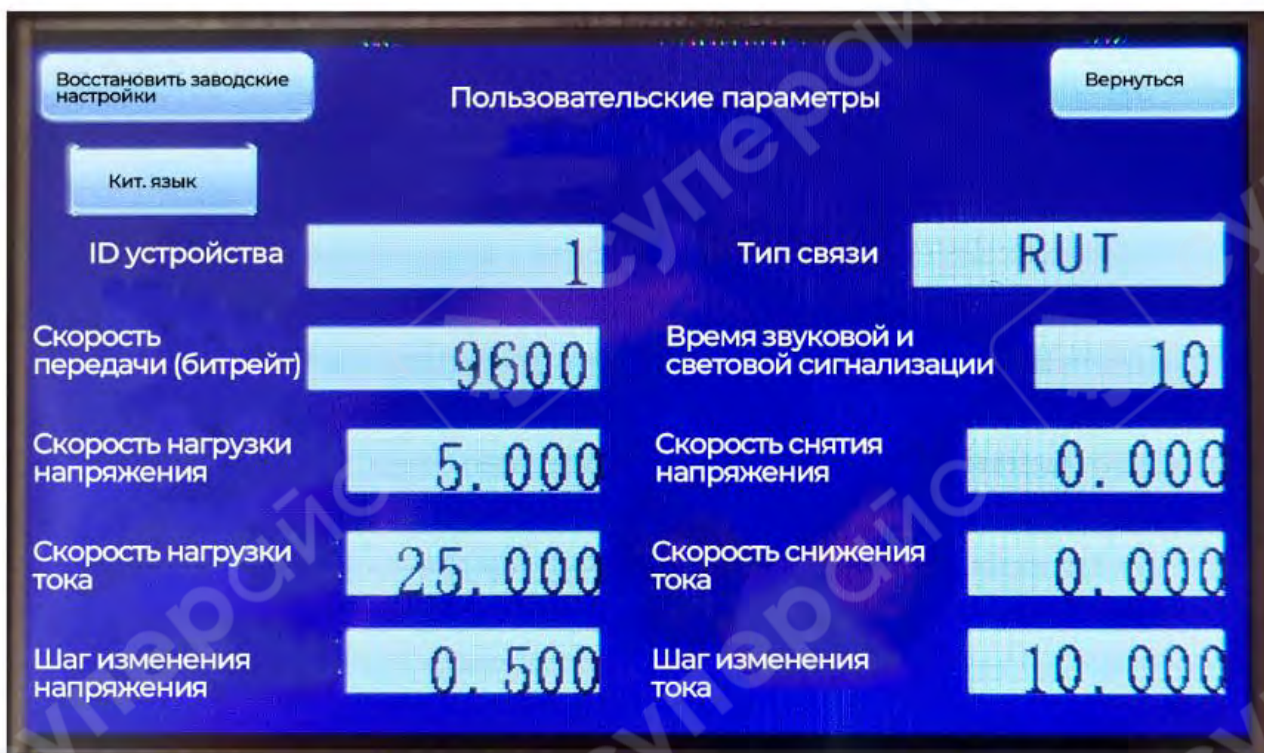 Восстановить заводские
настройки
Пользовательские параметры
Вернуться
Кит. язык
ID устройства
1
Тип связи
RUT
Скорость
передачи (битрейт)
9600
Время звуковой и
световой сигнализации
10
Скорость нагрузки
напряжения
5.000
Скорость снятия
напряжения
0.000
Скорость нагрузки
тока
25.000
Скорость снижения
тока
0.000
Шаг изменения
напряжения
0.500
Шаг изменения
тока
10.000